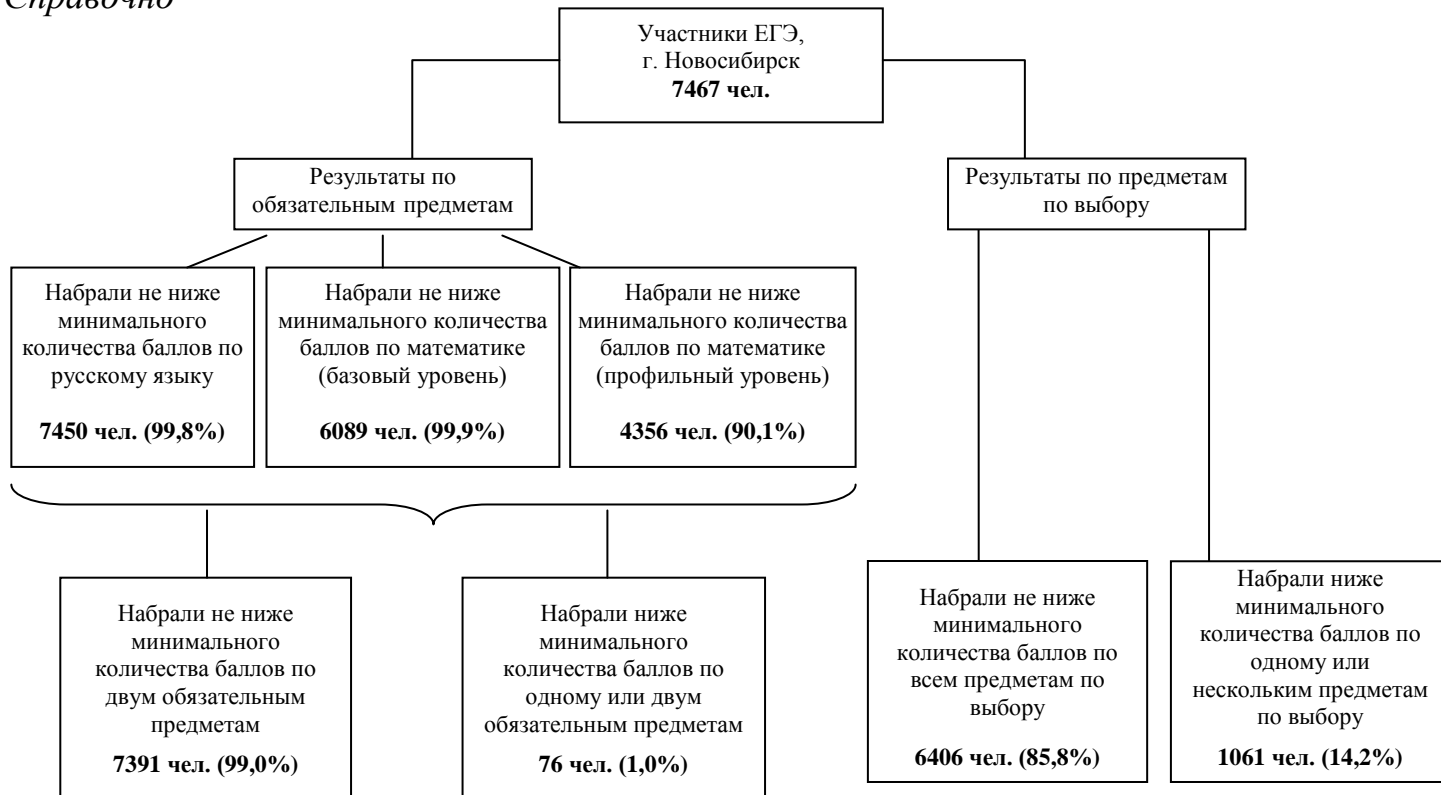 Справочно
Участники ЕГЭ,
г. Новосибирск
7467 чел.
Результаты по
обязательным предметам
Результаты по предметам
по выбору
Набрали не ниже
минимального
количества баллов по
русскому языку
7450 чел. (99,8%)
Набрали не ниже
минимального количества
баллов по математике
(базовый уровень)
6089 чел. (99,9%)
Набрали не ниже
минимального количества
баллов по математике
(профильный уровень)
4356 чел. (90,1%)
Набрали не ниже
минимального
количества баллов по
двум обязательным
предметам
7391 чел. (99,0%)
Набрали ниже
минимального
количества баллов по
одному или двум
обязательным предметам
76 чел. (1,0%)
Набрали не ниже
минимального
количества баллов по
всем предметам по
выбору
6406 чел. (85,8%)
Набрали ниже
минимального
количества баллов по
одному или
нескольким предметам
по выбору
1061 чел. (14,2%)